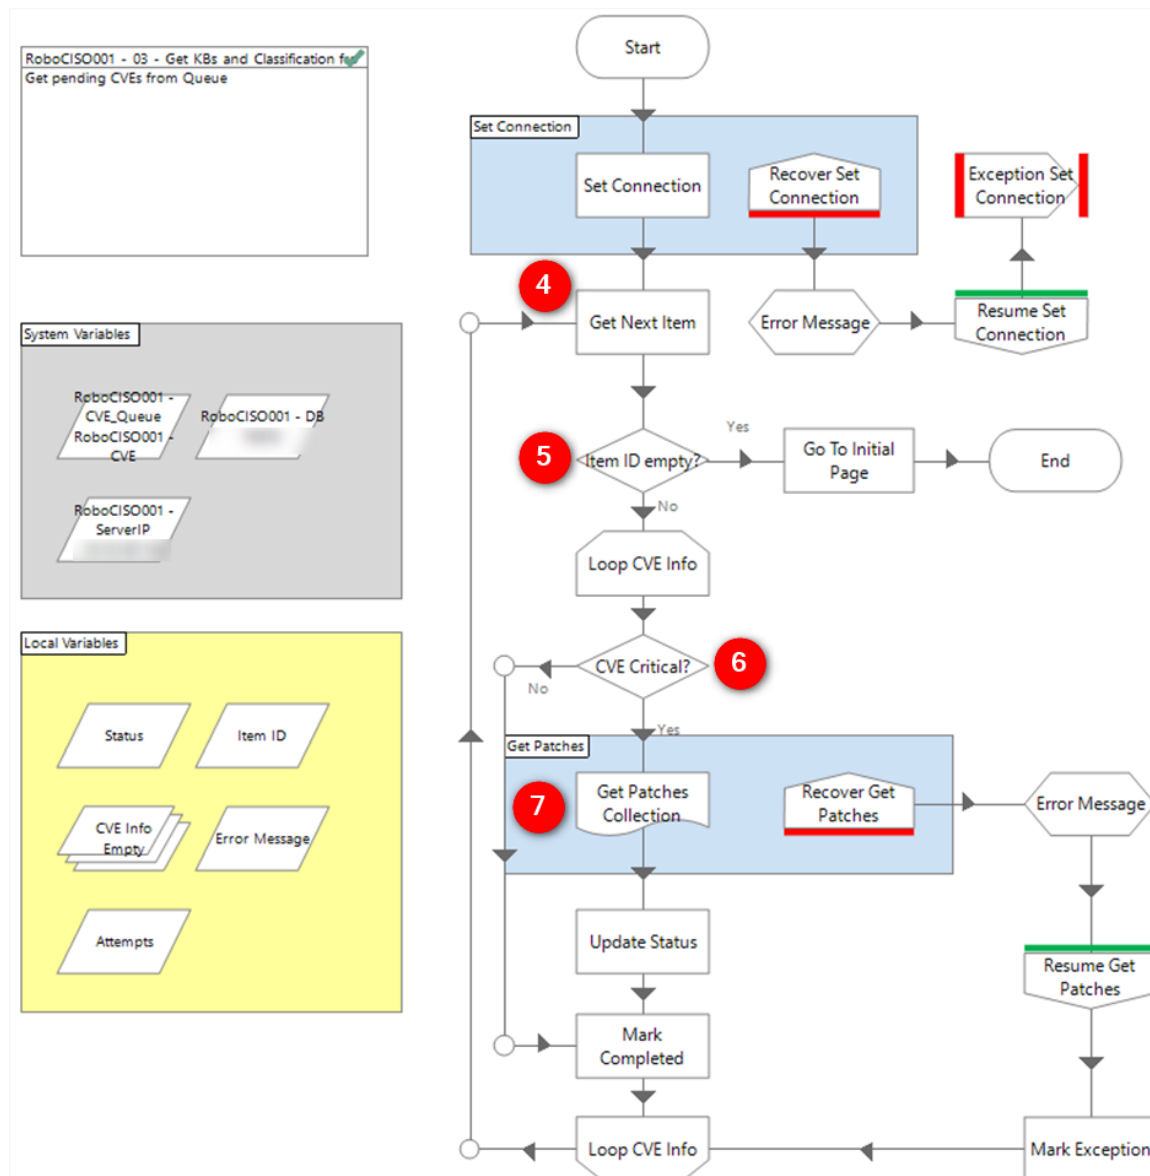 RoboCISO001 - 03 - Get KBs and Classification
Get pending CVEs from Queue
Start
Set Connection
Set Connection
Recover Set
Connection
Exception Set
Connection
4
Get Next Item
Error Message
Resume Set
Connection
System Variables
RoboCISO001 -
CVE_Queue
RoboCISO001 -
CVE
RoboCISO001 - DB
RoboCISO001 -
ServerIP
5
Item ID empty?
Yes
Go To Initial
Page
End
No
Loop CVE Info
Local Variables
Status
Item ID
CVE Info
Empty
Error Message
Attempts
CVE Critical?
6
No
Yes
Get Patches
7
Get Patches
Collection
Recover Get
Patches
Error Message
Update Status
Resume Get
Patches
Mark
Completed
Loop CVE Info
Mark Exception